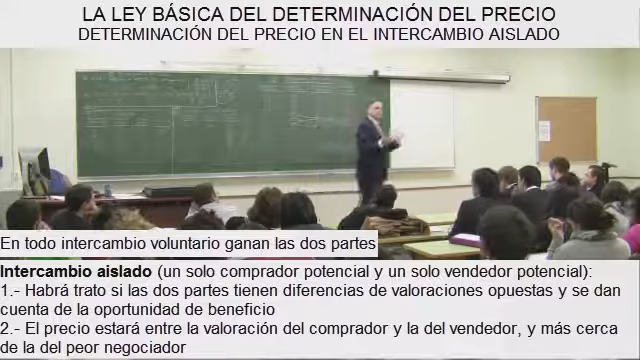 LA LEY BÁSICA DEL DETERMINACIÓN DEL PRECIO
DETERMINACIÓN DEL PRECIO EN EL INTERCAMBIO AISLADO
En todo intercambio voluntario ganan las dos partes
Intercambio aislado (un solo comprador potencial y un solo vendedor potencial):
1.- Habrá trato si las dos partes tienen diferencias de valoraciones opuestas y se dan
cuenta de la oportunidad de beneficio
2.- El precio estará entre la valoración del comprador y la del vendedor, y más cerca
de la del peor negociador